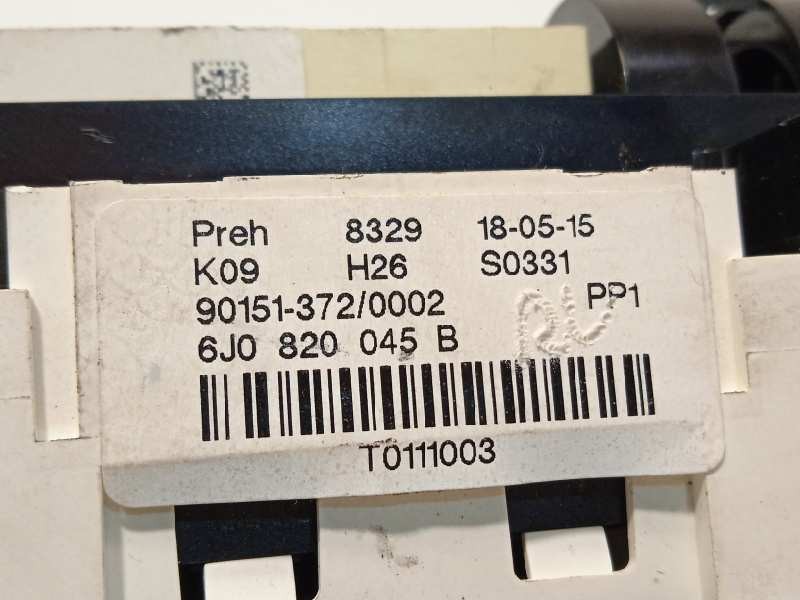 Preh 8329 18-05-15
K09 H26 S0331
90151-372/0002 PP1
6J0 820 045 B
T0111003